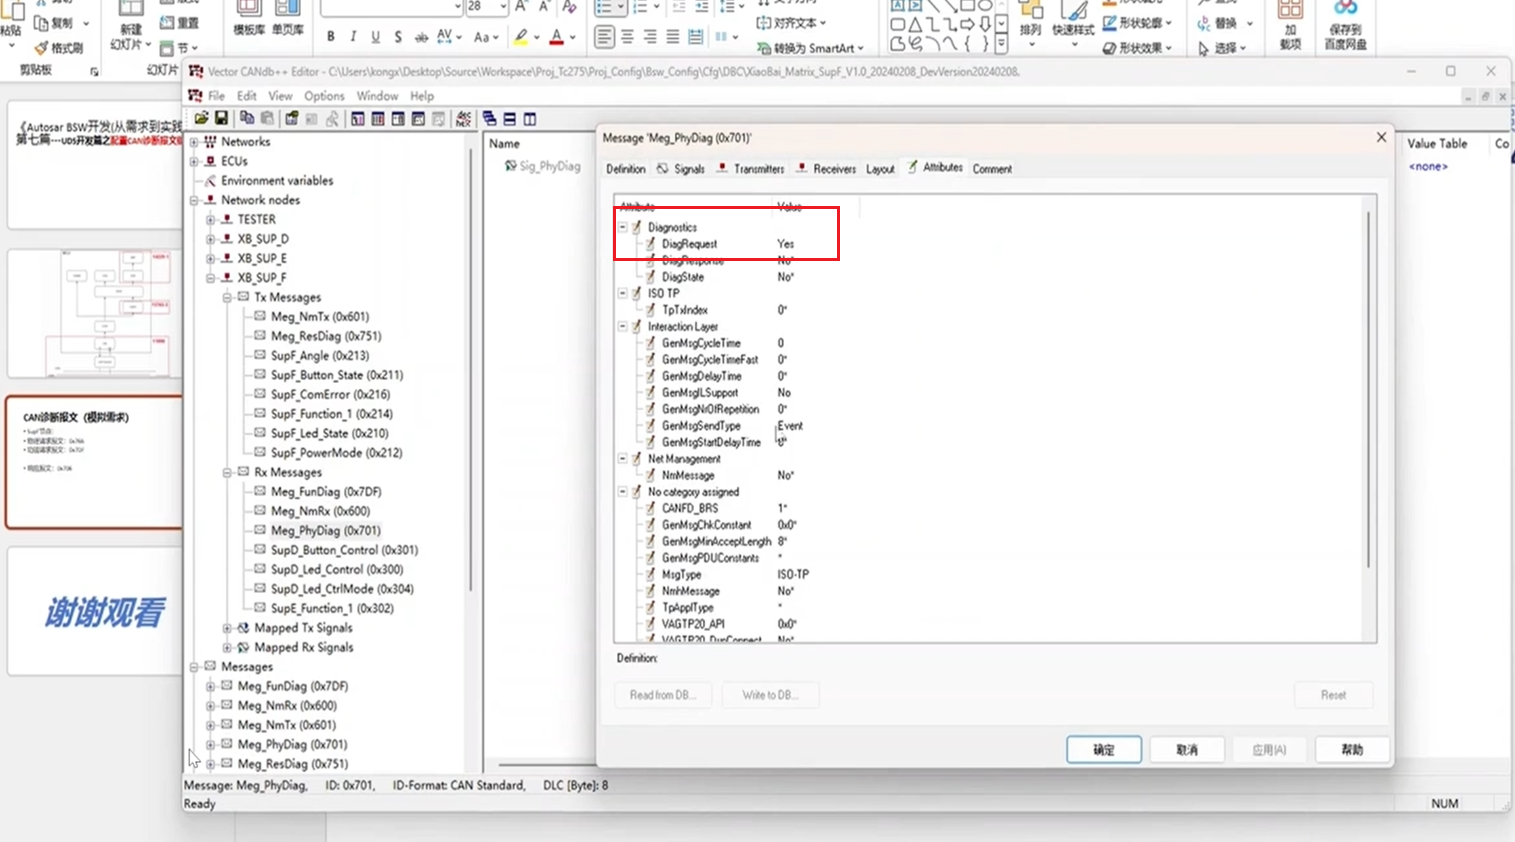 粘贴
复制
格式刷
剪贴板
新建
幻灯片
重置
节
幻灯片
模板库 单页库
28
B I U S ab AV Aa
对齐文本
转换为 SmartArt
排列 快速样式
形状轮廓
形状效果
替换
选择
加
载项
保存到
百度网盘
《Autosar BSW开发(从需求到实践
第七篇---UDS开发篇之配置CAN诊断报文
CAN诊断报文（模拟需求）
谢谢观看
Vector CANdb++ Editor - C:\Users\kongx\Desktop\Source\Workspace\Proj_Tc275\Proj_Config\Bsw_Config\Cfg\DBC\XiaoBai_Matrix_SupF_V1.0_20240208_DevVersion20240208.
File Edit View Options Window Help
Networks
ECUs
Environment variables
Network nodes
TESTER
XB_SUP_D
XB_SUP_E
XB_SUP_F
Tx Messages
Meg_NmTx (0x601)
Meg_ResDiag (0x751)
SupF_Angle (0x213)
SupF_Button_State (0x211)
SupF_ComError (0x216)
SupF_Function_1 (0x214)
SupF_Led_State (0x210)
SupF_PowerMode (0x212)
Rx Messages
Meg_FunDiag (0x7DF)
Meg_NmRx (0x600)
Meg_PhyDiag (0x701)
SupD_Button_Control (0x301)
SupD_Led_Control (0x300)
SupD_Led_CtrlMode (0x304)
SupE_Function_1 (0x302)
Mapped Tx Signals
Mapped Rx Signals
Messages
Meg_FunDiag (0x7DF)
Meg_NmRx (0x600)
Meg_NmTx (0x601)
Meg_PhyDiag (0x701)
Meg_ResDiag (0x751)
Name
Sig_PhyDiag
Value Table Co
<none>
Message 'Meg_PhyDiag (0x701)'
Definition Signals Transmitters Receivers Layout Attributes Comment
Attribute Value
Diagnostics
DiagRequest Yes
DiagResponse No*
DiagState No*
ISO TP
TpTxIndex 0*
Interaction Layer
GenMsgCycleTime 0
GenMsgCycleTimeFast 0*
GenMsgDelayTime 0*
GenMsgILSupport No
GenMsgNrOfRepetition 0*
GenMsgSendType Event
GenMsgStartDelayTime 0*
Net Management
NmMessage No*
No category assigned
CANFD_BRS 1*
GenMsgChkConstant 0x0*
GenMsgMinAcceptLength 8*
GenMsgPDUConstants *
MsgType ISO-TP
NmhMessage No*
TpApplType *
VAGTP20_API 0x0*
VAGTP20_DynConnect No*
Definition:
Read from DB... Write to DB... Reset
确定 取消 应用(A) 帮助
Message: Meg_PhyDiag, ID: 0x701, ID-Format: CAN Standard, DLC [Byte]: 8
Ready NUM